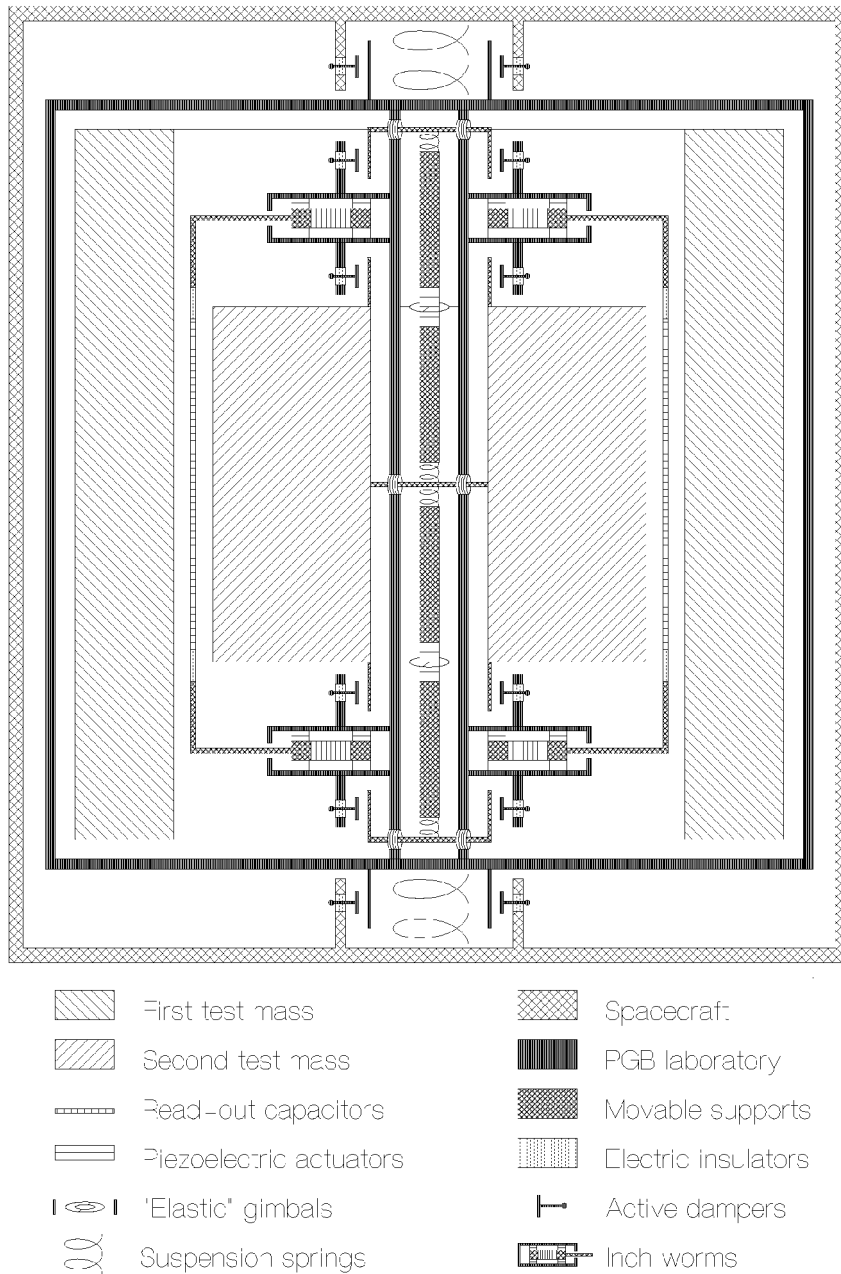 First test mass
Second test mass
Read-out capacitors
Piezoelectric actuators
"Elastic" gimbals
Suspension springs
Spacecraft
PGB laboratory
Movable supports
Electric insulators
Active dampers
Inch worms